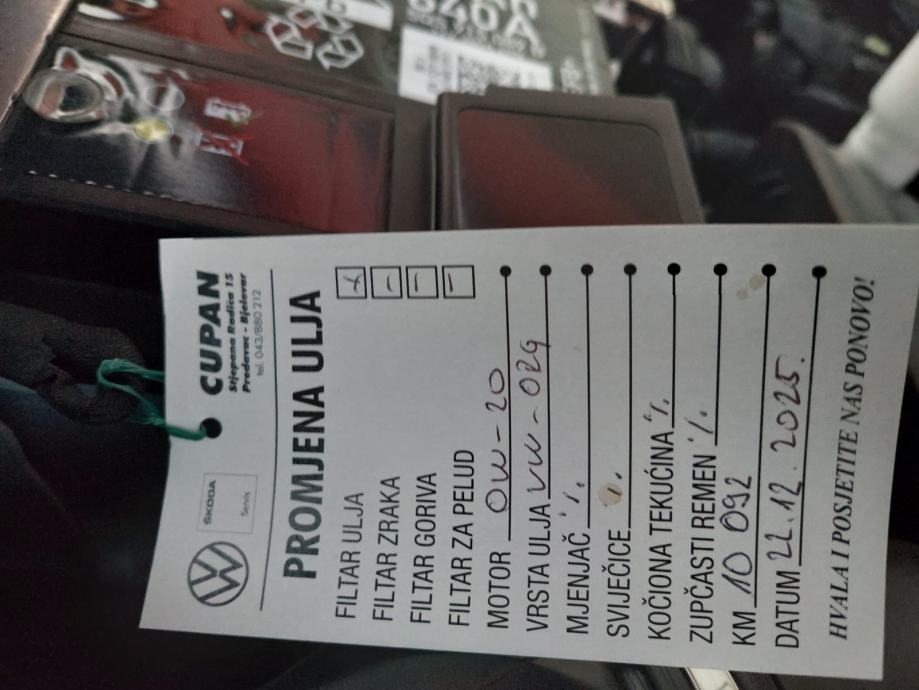 ŠKODA
Servis
CUPAN
Stjepana Radića 15
Predavac - Bjelovar
tel. 043/880 212
PROMJENA ULJA
FILTAR ULJA x
FILTAR ZRAKA –
FILTAR GORIVA –
FILTAR ZA PELUD –
MOTOR 0W-20
VRSTA ULJA VW-029
MJENJAČ ·/.
SVIJEĆICE ·/.
KOČIONA TEKUĆINA ·/.
ZUPČASTI REMEN ·/.
KM 10 092
DATUM 22.12.2025.
HVALA I POSJETITE NAS PONOVO!
640A